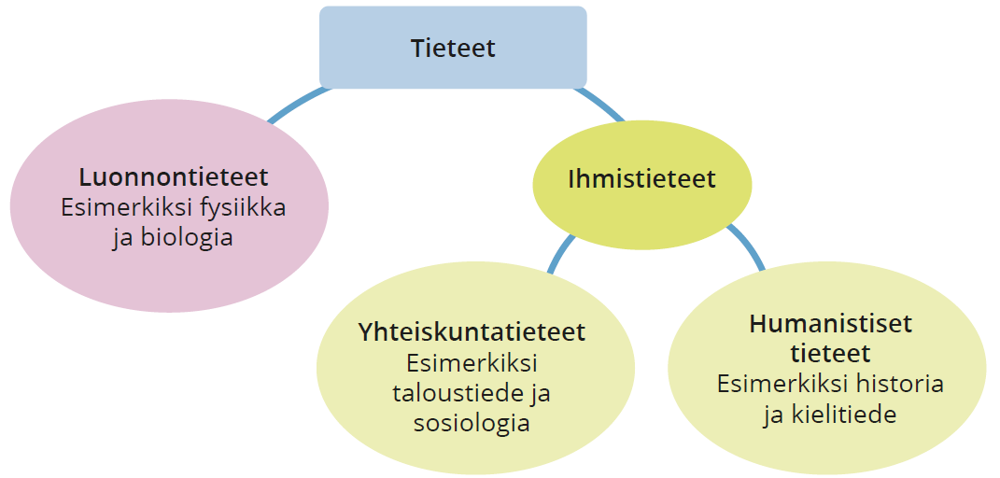 Tieteet
Luonnontieteet
Esimerkiksi fysiikka
ja biologia
Ihmistieteet
Yhteiskuntatieteet
Esimerkiksi
taloustiede ja
sosiologia
Humanistiset
tieteet
Esimerkiksi historia
ja kielitiede